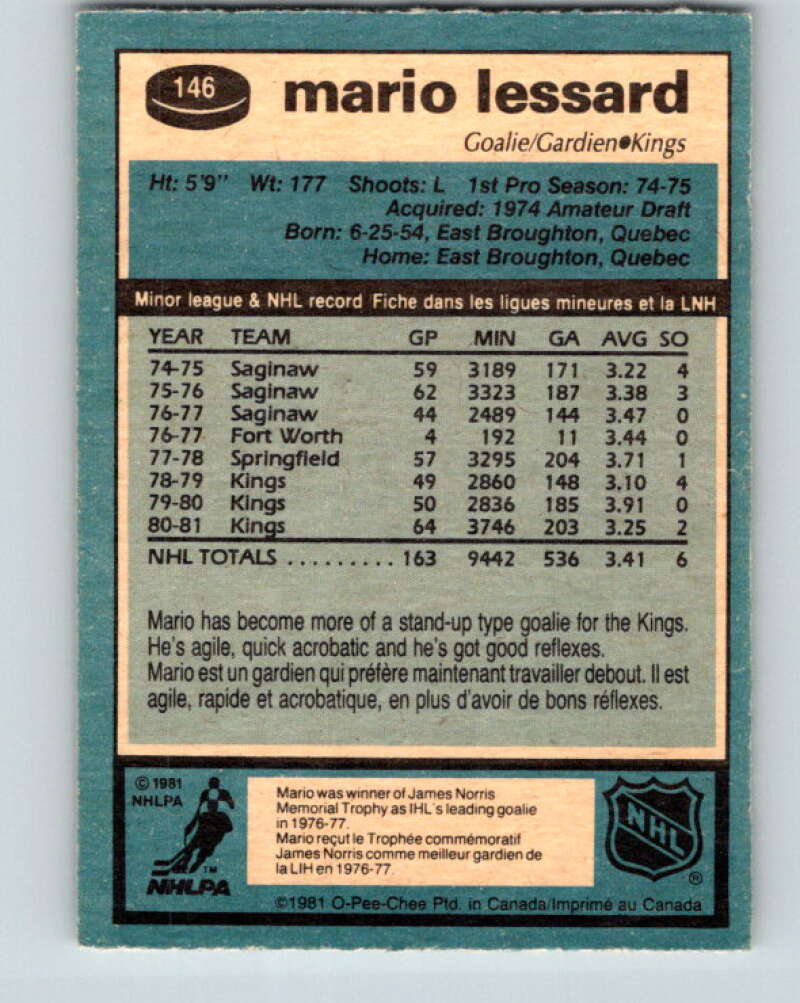 146
mario lessard
Goalie/Gardien●Kings
Ht: 5'9" Wt: 177 Shoots: L 1st Pro Season: 74-75
Acquired: 1974 Amateur Draft
Born: 6-25-54, East Broughton, Quebec
Home: East Broughton, Quebec
Minor league & NHL record Fiche dans les ligues mineures et la LNH
YEAR TEAM GP MIN GA AVG SO
74-75 Saginaw 59 3189 171 3.22 4
75-76 Saginaw 62 3323 187 3.38 3
76-77 Saginaw 44 2489 144 3.47 0
76-77 Fort Worth 4 192 11 3.44 0
77-78 Springfield 57 3295 204 3.71 1
78-79 Kings 49 2860 148 3.10 4
79-80 Kings 50 2836 185 3.91 0
80-81 Kings 64 3746 203 3.25 2
NHL TOTALS ......... 163 9442 536 3.41 6
Mario has become more of a stand-up type goalie for the Kings.
He's agile, quick acrobatic and he's got good reflexes.
Mario est un gardien qui préfère maintenant travailler debout. Il est
agile, rapide et acrobatique, en plus d'avoir de bons réflexes.
©1981
NHLPA
TM
NHLPA
Mario was winner of James Norris
Memorial Trophy as IHL's leading goalie
in 1976-77.
Mario reçut le Trophée commémoratif
James Norris comme meilleur gardien de
la LIH en 1976-77.
NHL
®
©1981 O-Pee-Chee Ptd. in Canada/Imprimé au Canada